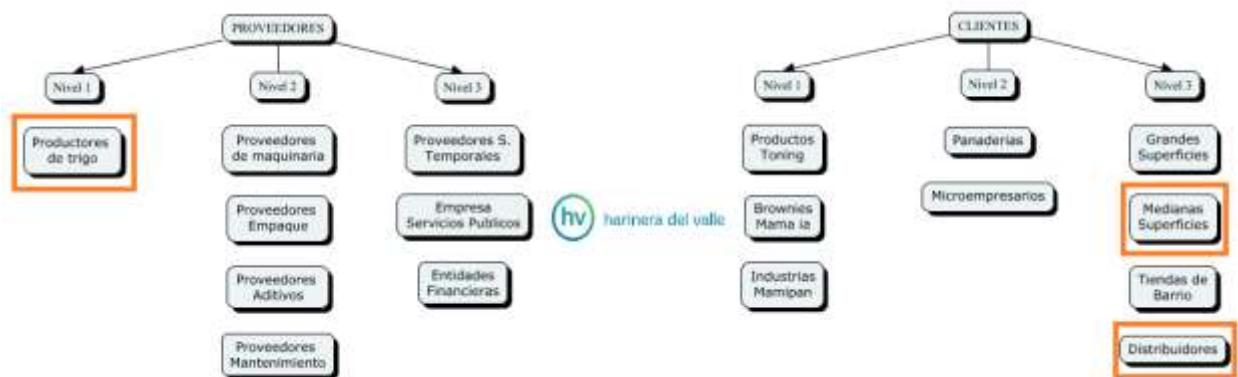 PROVEEDORES
Nivel 1
Nivel 2
Nivel 3
Productores
de trigo
Proveedores
de maquinaria
Proveedores
Empaque
Proveedores
Aditivos
Proveedores
Mantenimiento
Proveedores S.
Temporales
Empresa
Servicios Publicos
Entidades
Financieras
hv harinera del valle
CLIENTES
Nivel 1
Nivel 2
Nivel 3
Productos
Toning
Brownies
Mama ia
Industrias
Mamipan
Panaderias
Microempresarios
Grandes
Superficies
Medianas
Superficies
Tiendas de
Barrio
Distribuidores